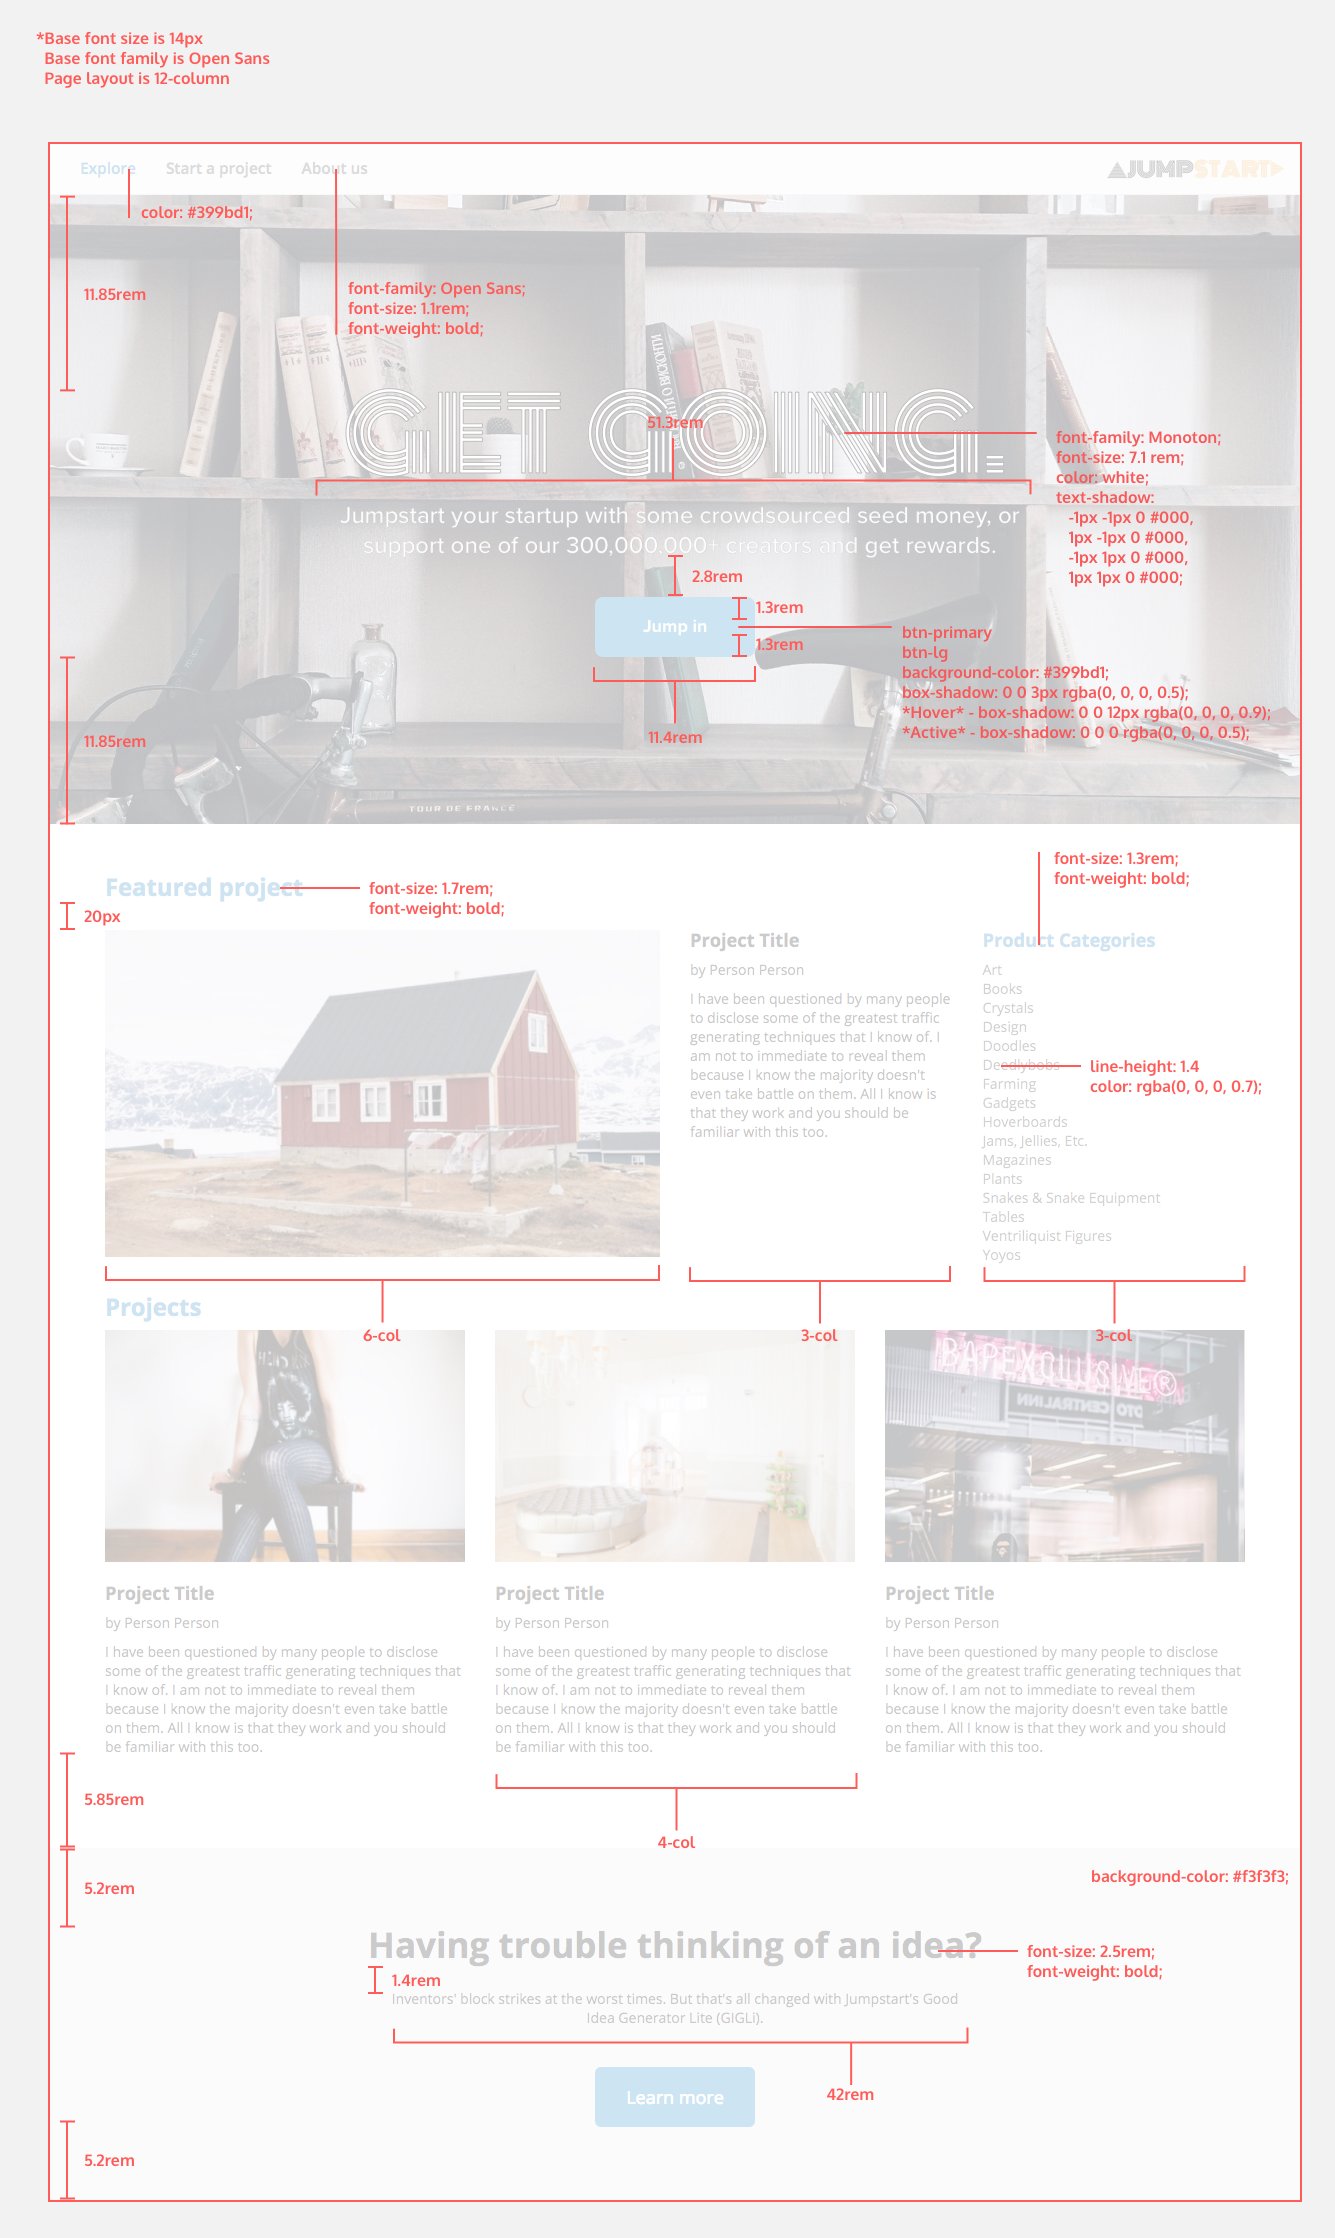 *Base font size is 14px
Base font family is Open Sans
Page layout is 12-column
Explore Start a project About us
JUMPSTART
color: #399bd1;
11.85rem
font-family: Open Sans;
font-size: 1.1rem;
font-weight: bold;
GET GOING.
51.3rem
font-family: Monoton;
font-size: 7.1 rem;
color: white;
text-shadow:
-1px -1px 0 #000,
1px -1px 0 #000,
-1px 1px 0 #000,
1px 1px 0 #000;
Jumpstart your startup with some crowdsourced seed money, or
support one of our 300,000,000+ creators and get rewards.
2.8rem
1.3rem
Jump in
1.3rem
btn-primary
btn-lg
background-color: #399bd1;
box-shadow: 0 0 3px rgba(0, 0, 0, 0.5);
*Hover* - box-shadow: 0 0 12px rgba(0, 0, 0, 0.9);
*Active* - box-shadow: 0 0 0 rgba(0, 0, 0, 0.5);
11.4rem
11.85rem
TOUR DE FRANCE
Featured project
font-size: 1.7rem;
font-weight: bold;
20px
font-size: 1.3rem;
font-weight: bold;
Project Title
by Person Person
I have been questioned by many people
to disclose some of the greatest traffic
generating techniques that I know of. I
am not to immediate to reveal them
because I know the majority doesn't
even take battle on them. All I know is
that they work and you should be
familiar with this too.
Product Categories
Art
Books
Crystals
Design
Doodles
Deedlybobs
Farming
Gadgets
Hoverboards
Jams, Jellies, Etc.
Magazines
Plants
Snakes & Snake Equipment
Tables
Ventriliquist Figures
Yoyos
line-height: 1.4
color: rgba(0, 0, 0, 0.7);
6-col
3-col
3-col
Projects
BAPEXCLUSIVE®
Project Title
by Person Person
I have been questioned by many people to disclose
some of the greatest traffic generating techniques that
I know of. I am not to immediate to reveal them
because I know the majority doesn't even take battle
on them. All I know is that they work and you should
be familiar with this too.
Project Title
by Person Person
I have been questioned by many people to disclose
some of the greatest traffic generating techniques that
I know of. I am not to immediate to reveal them
because I know the majority doesn't even take battle
on them. All I know is that they work and you should
be familiar with this too.
Project Title
by Person Person
I have been questioned by many people to disclose
some of the greatest traffic generating techniques that
I know of. I am not to immediate to reveal them
because I know the majority doesn't even take battle
on them. All I know is that they work and you should
be familiar with this too.
5.85rem
4-col
5.2rem
background-color: #f3f3f3;
Having trouble thinking of an idea?
font-size: 2.5rem;
font-weight: bold;
1.4rem
Inventors' block strikes at the worst times. But that's all changed with Jumpstart's Good
Idea Generator Lite (GIGLi).
42rem
Learn more
5.2rem